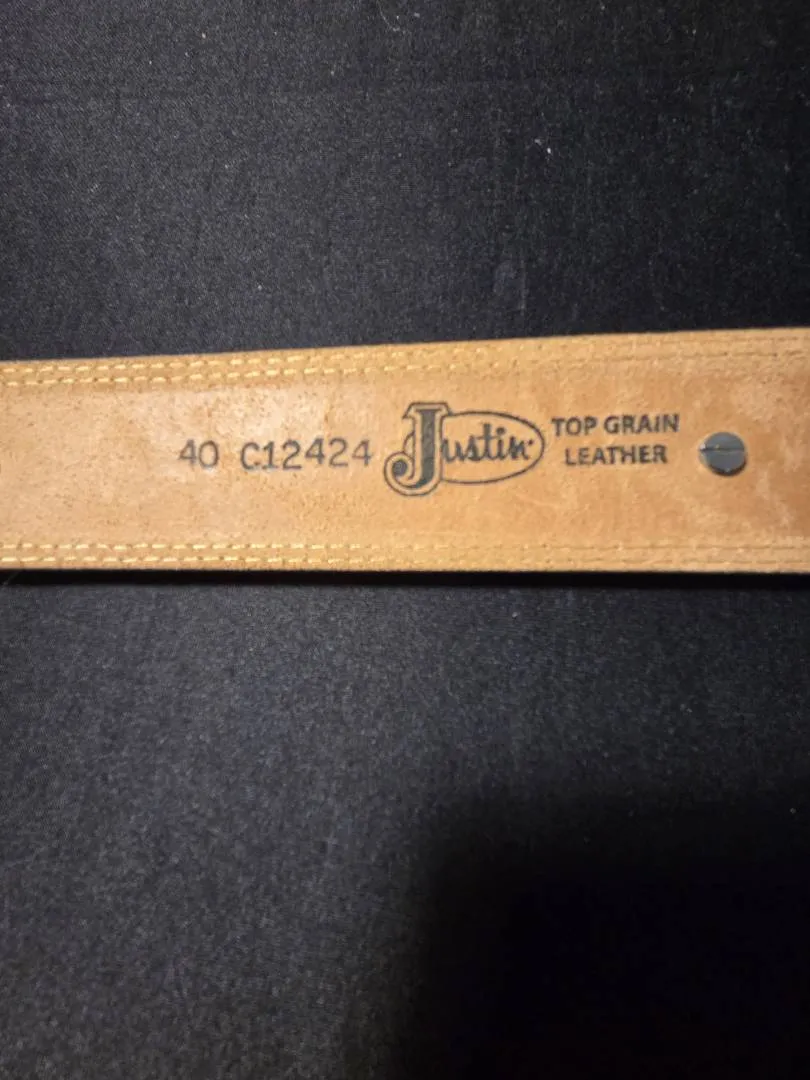 40 C12424 Justin TOP GRAIN
LEATHER